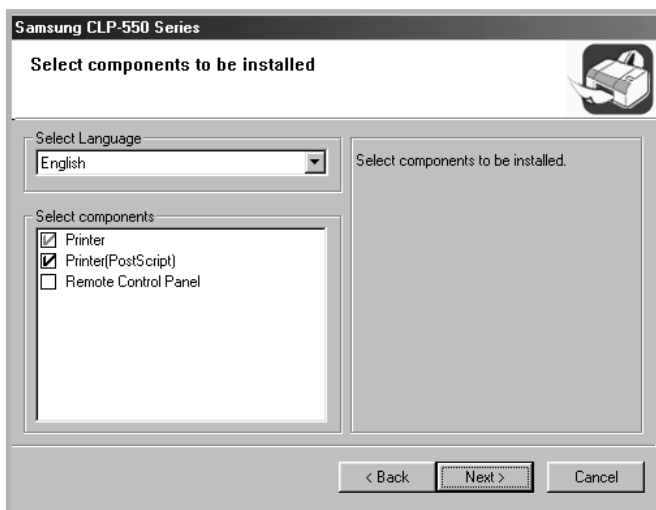 Samsung CLP-550 Series
Select components to be installed
Select Language
English
Select components to be installed.
Select components
Printer
Printer(PostScript)
Remote Control Panel
< Back
Next >
Cancel